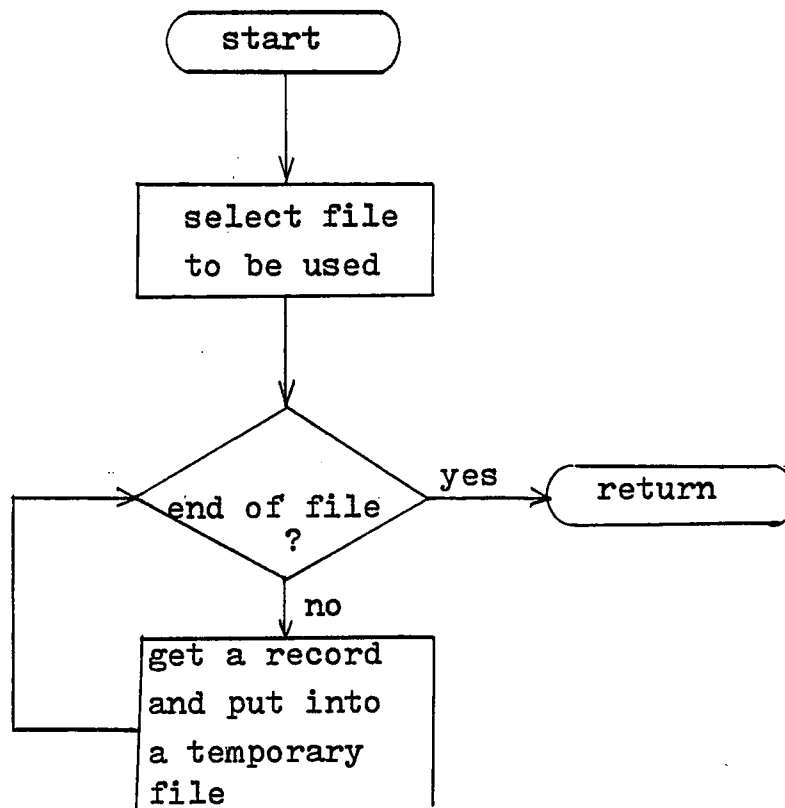 start
select file
to be used
end of file
?
yes
return
no
get a record
and put into
a temporary
file